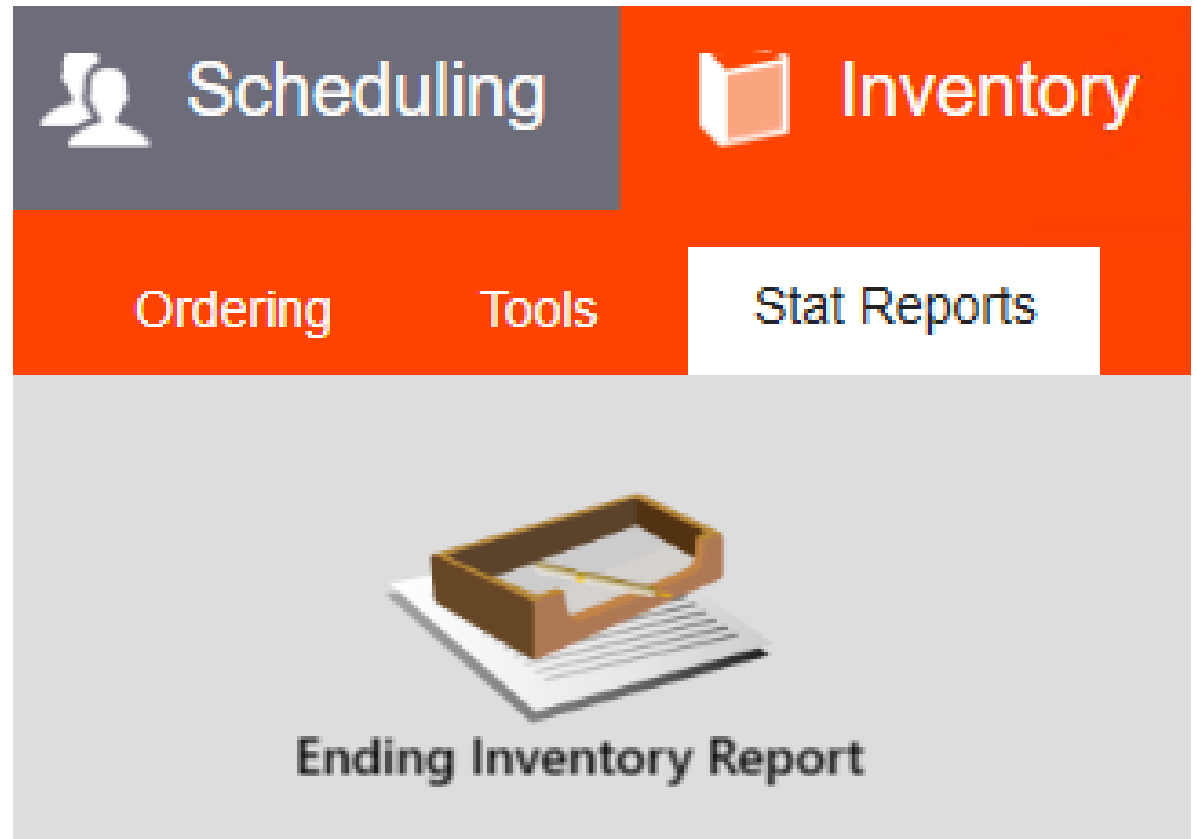 Scheduling Inventory
Ordering Tools Stat Reports
Ending Inventory Report